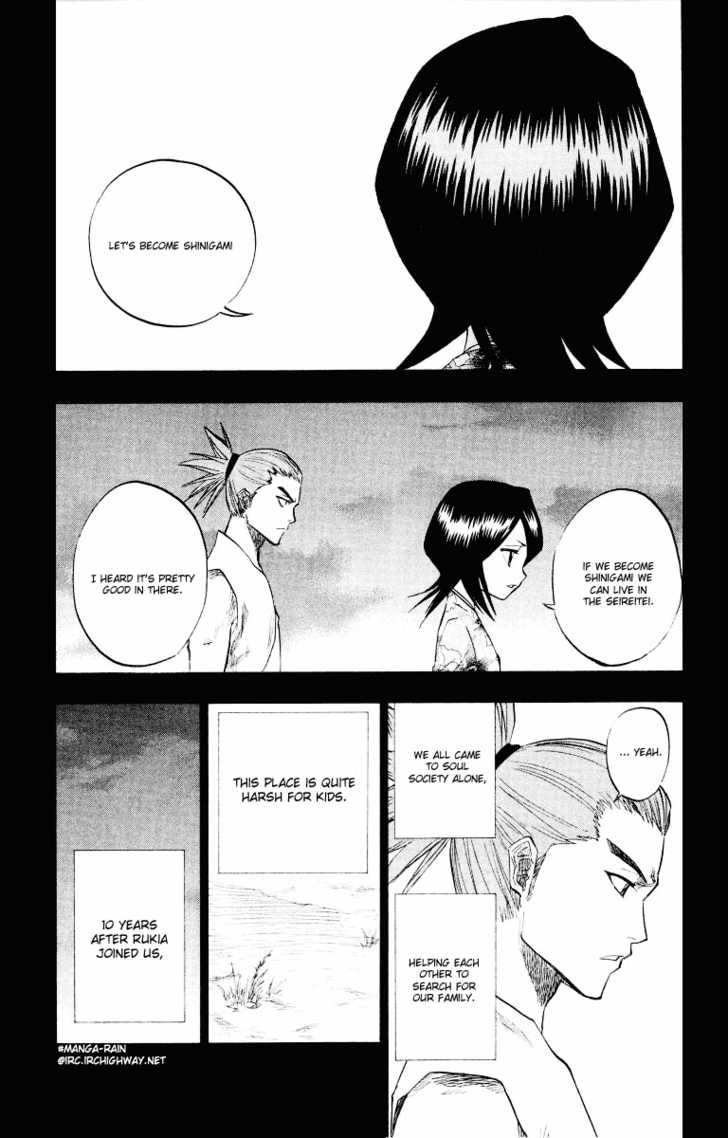 LET'S BECOME SHINIGAMI
IF WE BECOME
SHINIGAMI WE
CAN LIVE IN
THE SEIREITEI.
I HEARD IT'S PRETTY
GOOD IN THERE.
... YEAH.
WE ALL CAME
TO SOUL
SOCIETY ALONE,
HELPING EACH
OTHER TO
SEARCH FOR
OUR FAMILY.
THIS PLACE IS QUITE
HARSH FOR KIDS.
10 YEARS
AFTER RUKIA
JOINED US,
#MANGA-RAIN
@IRC.IRCHIGHWAY.NET